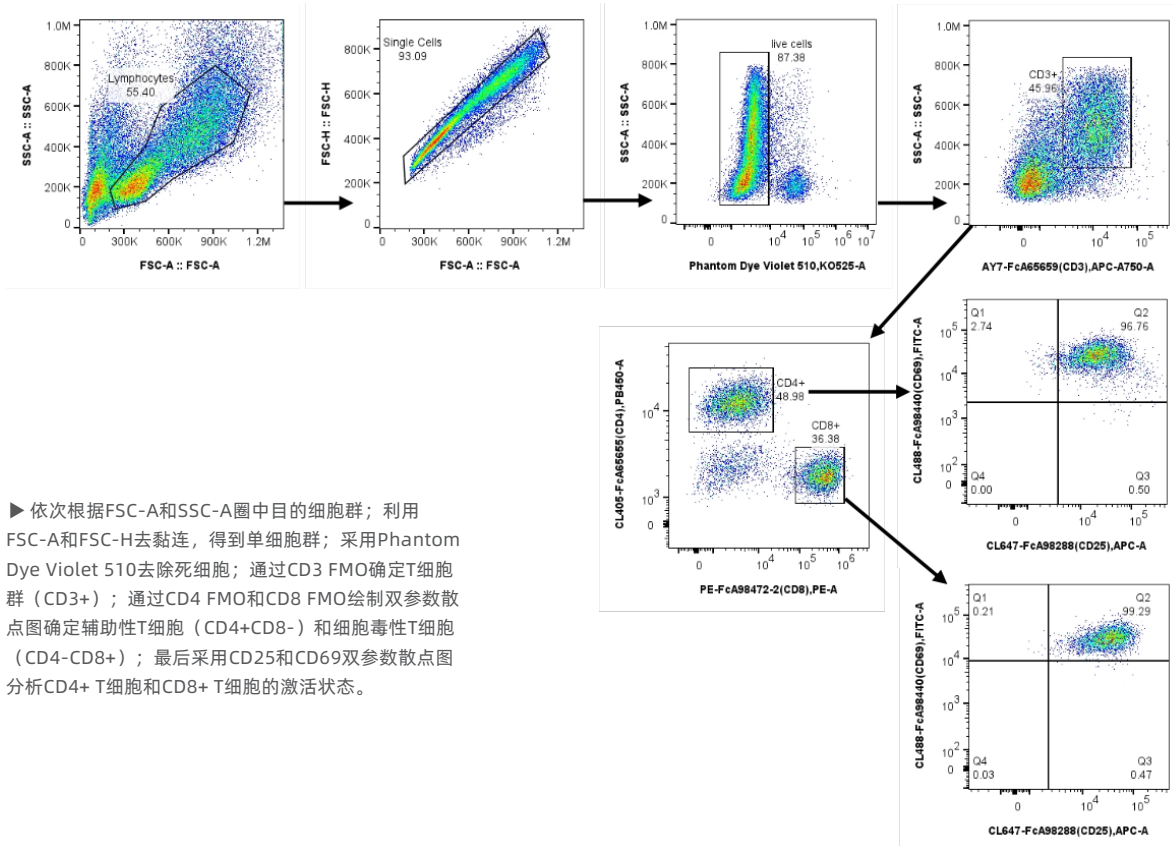 1.0M
800K
600K
400K
200K
0
SSC-A :: SSC-A
Lymphocytes
55.40
0 300K 600K 900K 1.2M
FSC-A :: FSC-A
800K
600K
400K
200K
0
FSC-H :: FSC-H
Single Cells
93.09
0 300K 600K 900K 1.2M
FSC-A :: FSC-A
1.0M
800K
600K
400K
200K
0
SSC-A :: SSC-A
live cells
87.38
0 10^4 10^5 10^6 10^7
Phantom Dye Violet 510,KO525-A
1.0M
800K
600K
400K
200K
0
SSC-A :: SSC-A
CD3+
45.96
0 10^4 10^5
AY7-FcA65659(CD3),APC-A750-A
CL405-FcA65655(CD4),PB450-A
10^4
10^3
0
CD4+
48.98
CD8+
36.38
0 10^4 10^5 10^6
PE-FcA98472-2(CD8),PE-A
CL488-FcA98440(CD69),FITC-A
10^5
10^4
10^3
10^2
0
Q1
2.74
Q2
96.76
Q4
0.00
Q3
0.50
0 10^4 10^5
CL647-FcA98288(CD25),APC-A
CL488-FcA98440(CD69),FITC-A
10^5
10^4
10^3
10^2
0
Q1
0.21
Q2
99.29
Q4
0.03
Q3
0.47
0 10^4 10^5
CL647-FcA98288(CD25),APC-A
▶ 依次根据FSC-A和SSC-A圈中目的细胞群；利用
FSC-A和FSC-H去黏连，得到单细胞群；采用Phantom
Dye Violet 510去除死细胞；通过CD3 FMO确定T细胞
群（CD3+）；通过CD4 FMO和CD8 FMO绘制双参数散
点图确定辅助性T细胞（CD4+CD8-）和细胞毒性T细胞
（CD4-CD8+）；最后采用CD25和CD69双参数散点图
分析CD4+ T细胞和CD8+ T细胞的激活状态。